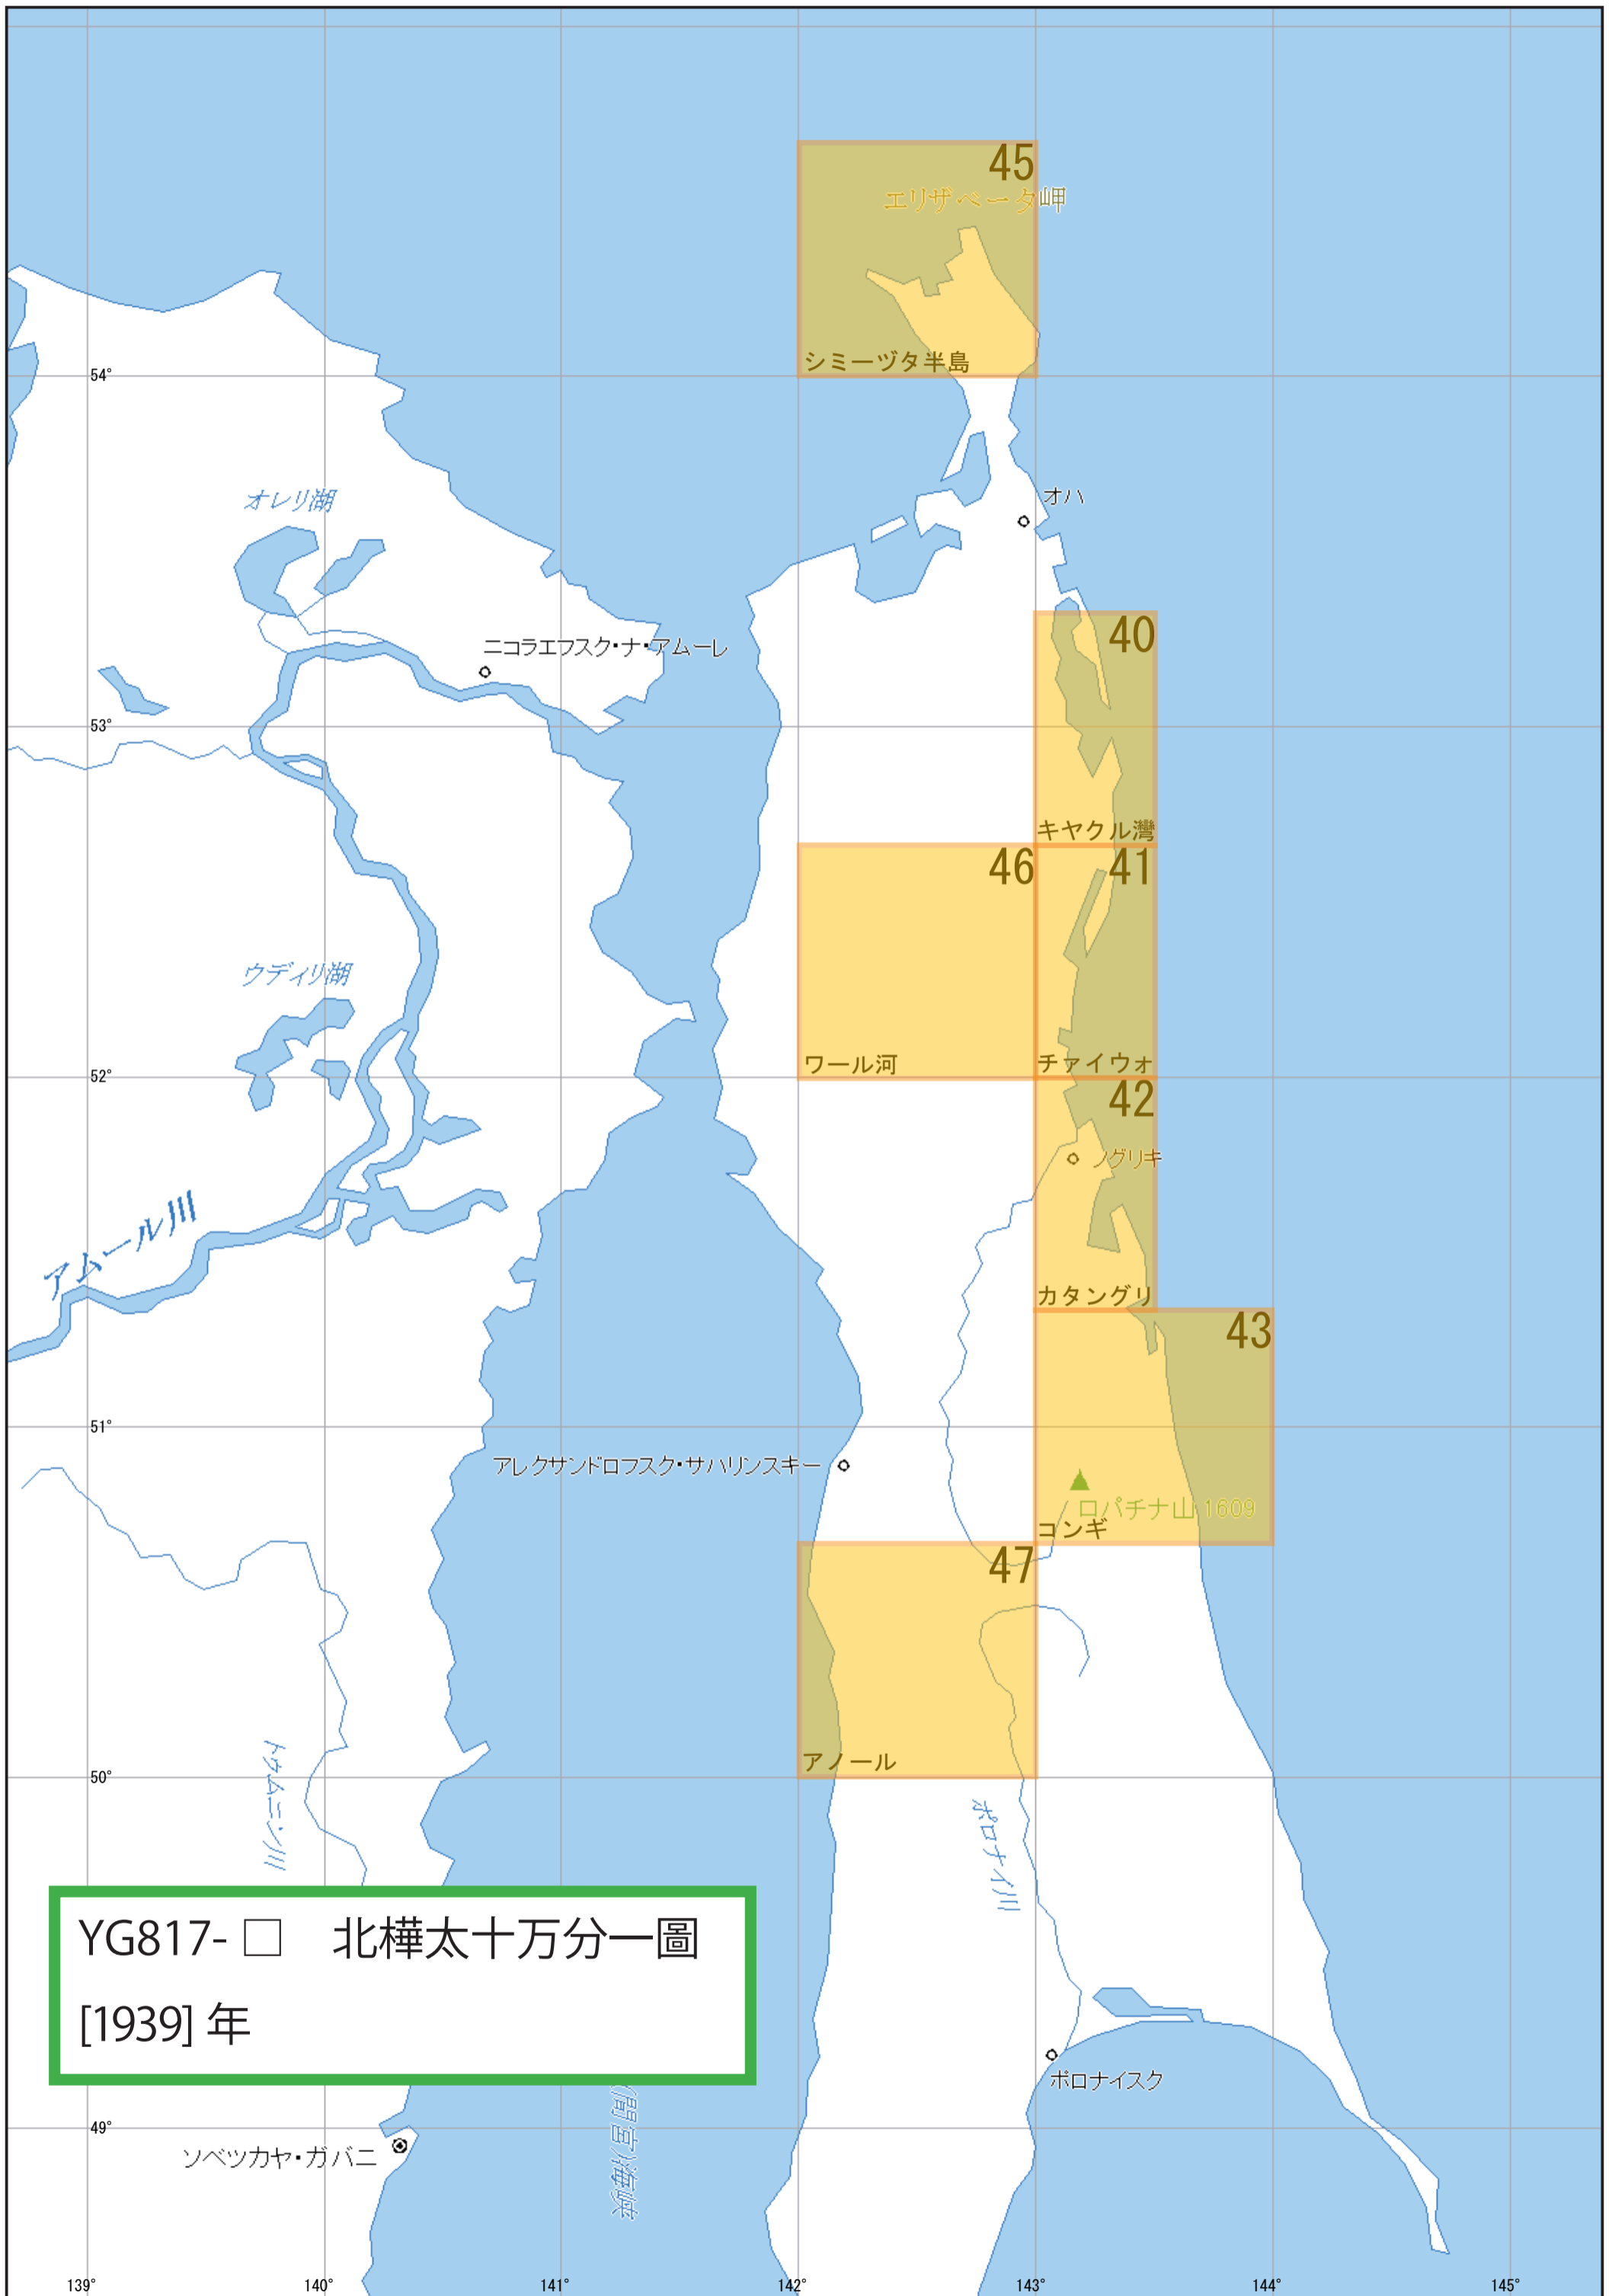 45
エリザベータ岬
シミーヅタ半島
54°
オレリ湖
オハ
ニコラエフスク・ナ・アムーレ
40
53°
キヤクル灣
46
41
ウディリ湖
ワール河
チァイウォ
52°
42
ノグリキ
アムール川
カタングリ
43
51°
アレクサンドロフスク・サハリンスキー
ロパチナ山 1609
コンギ
47
アノール
50°
トゥムニン川
ポロナイ川
YG817- □ 北樺太十万分一圖
[1939] 年
ポロナイスク
49°
ソベツカヤ・ガバニ
(間宮)海峡
139°
140°
141°
142°
143°
144°
145°